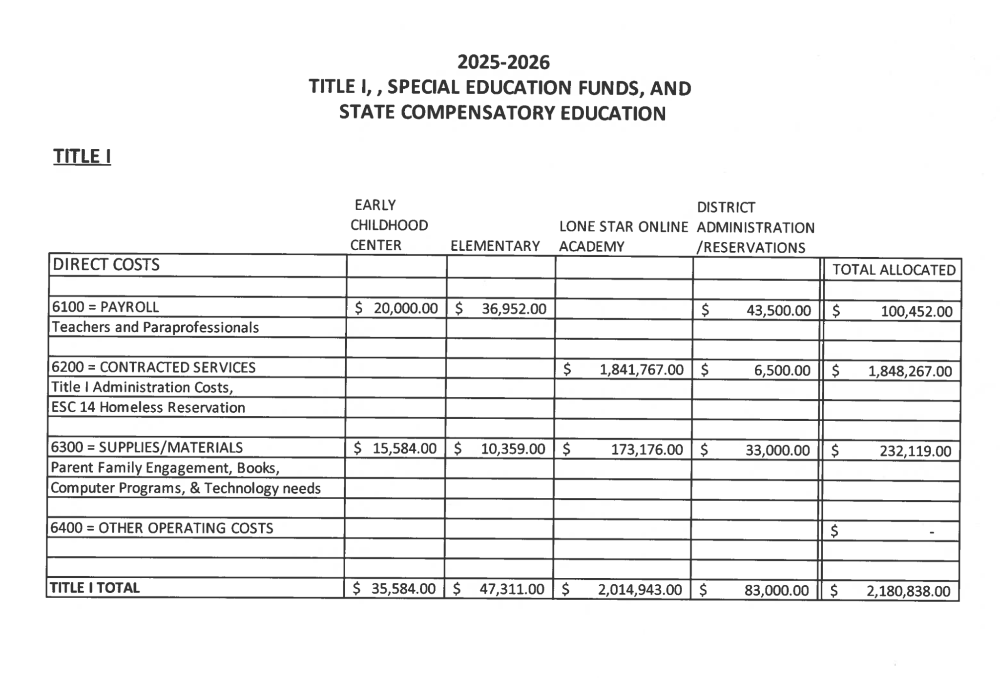 2025-2026
TITLE I, , SPECIAL EDUCATION FUNDS, AND
STATE COMPENSATORY EDUCATION
TITLE I
EARLY CHILDHOOD CENTER ELEMENTARY LONE STAR ONLINE ACADEMY DISTRICT ADMINISTRATION /RESERVATIONS
DIRECT COSTS TOTAL ALLOCATED
6100 = PAYROLL $ 20,000.00 $ 36,952.00 $ 43,500.00 $ 100,452.00
Teachers and Paraprofessionals
6200 = CONTRACTED SERVICES $ 1,841,767.00 $ 6,500.00 $ 1,848,267.00
Title I Administration Costs,
ESC 14 Homeless Reservation
6300 = SUPPLIES/MATERIALS $ 15,584.00 $ 10,359.00 $ 173,176.00 $ 33,000.00 $ 232,119.00
Parent Family Engagement, Books,
Computer Programs, & Technology needs
6400 = OTHER OPERATING COSTS $ -
TITLE I TOTAL $ 35,584.00 $ 47,311.00 $ 2,014,943.00 $ 83,000.00 $ 2,180,838.00